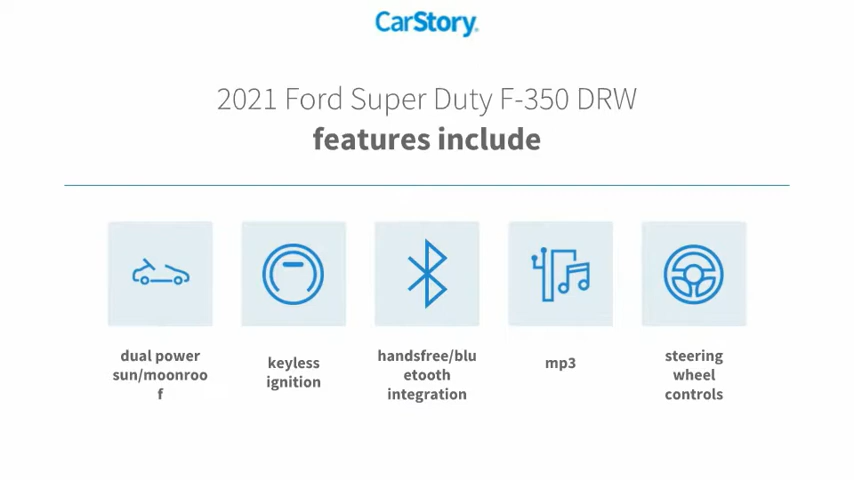 CarStory.
2021 Ford Super Duty F-350 DRW
features include
dual power
sun/moonroo
f
keyless
ignition
handsfree/blu
etooth
integration
mp3
steering
wheel
controls